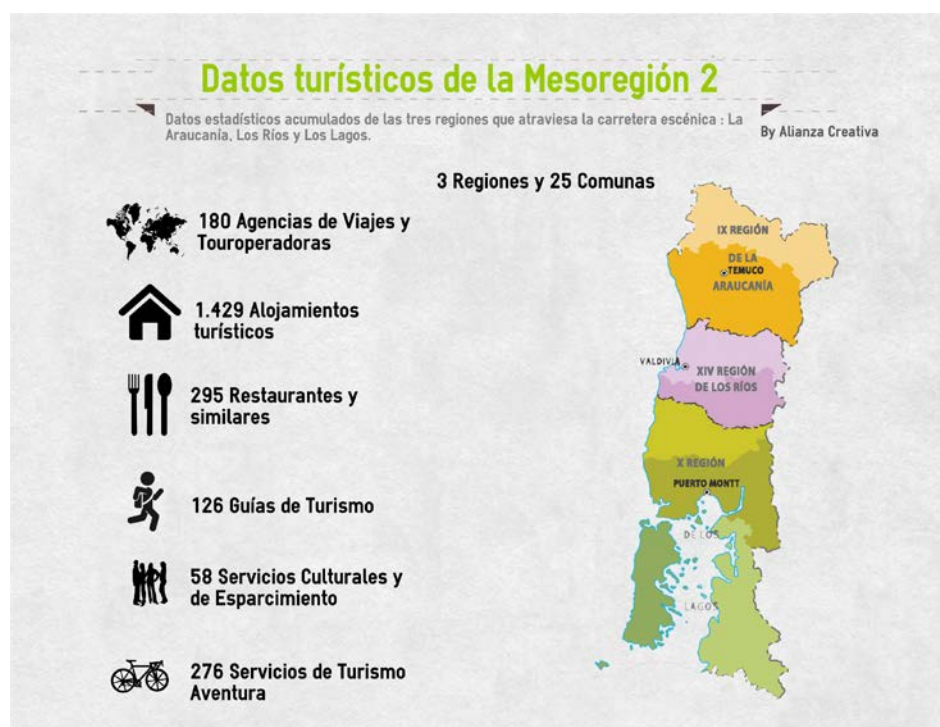 Datos turísticos de la Mesoregión 2
Datos estadísticos acumulados de las tres regiones que atraviesa la carretera escénica : La
Araucanía, Los Ríos y Los Lagos.
By Alianza Creativa
3 Regiones y 25 Comunas
180 Agencias de Viajes y
Touroperadoras
1.429 Alojamientos
turísticos
295 Restaurantes y
similares
126 Guías de Turismo
58 Servicios Culturales y
de Esparcimiento
276 Servicios de Turismo
Aventura
IX REGIÓN
DE LA
TEMUCO
ARAUCANÍA
VALDIVIA
XIV REGIÓN
DE LOS RÍOS
X REGIÓN
PUERTO MONTT
DE LOS
LAGOS